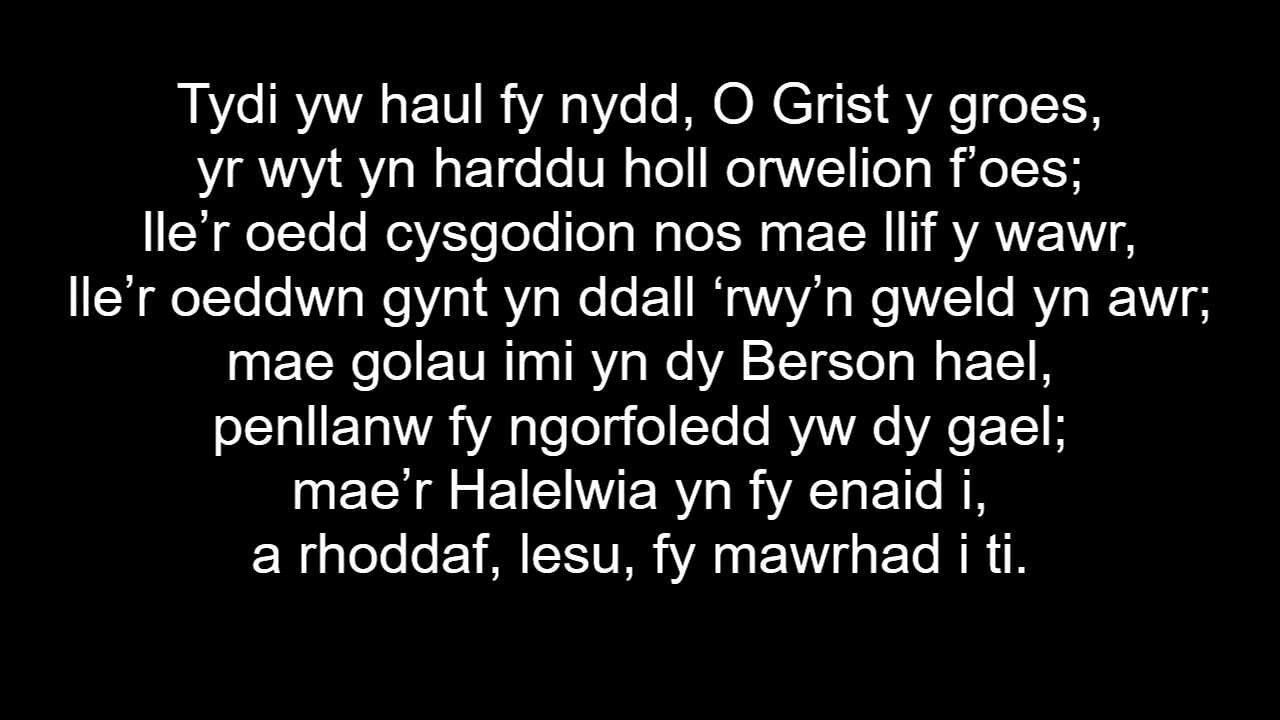 Tydi yw haul fy nydd, O Grist y groes,
yr wyt yn harddu holl orwelion f’oes;
lle’r oedd cysgodion nos mae llif y wawr,
lle’r oeddwn gynt yn ddall ‘rwy’n gweld yn awr;
mae golau imi yn dy Berson hael,
penllanw fy ngorfoledd yw dy gael;
mae’r Halelwia yn fy enaid i,
a rhoddaf, Iesu, fy mawrhad i ti.